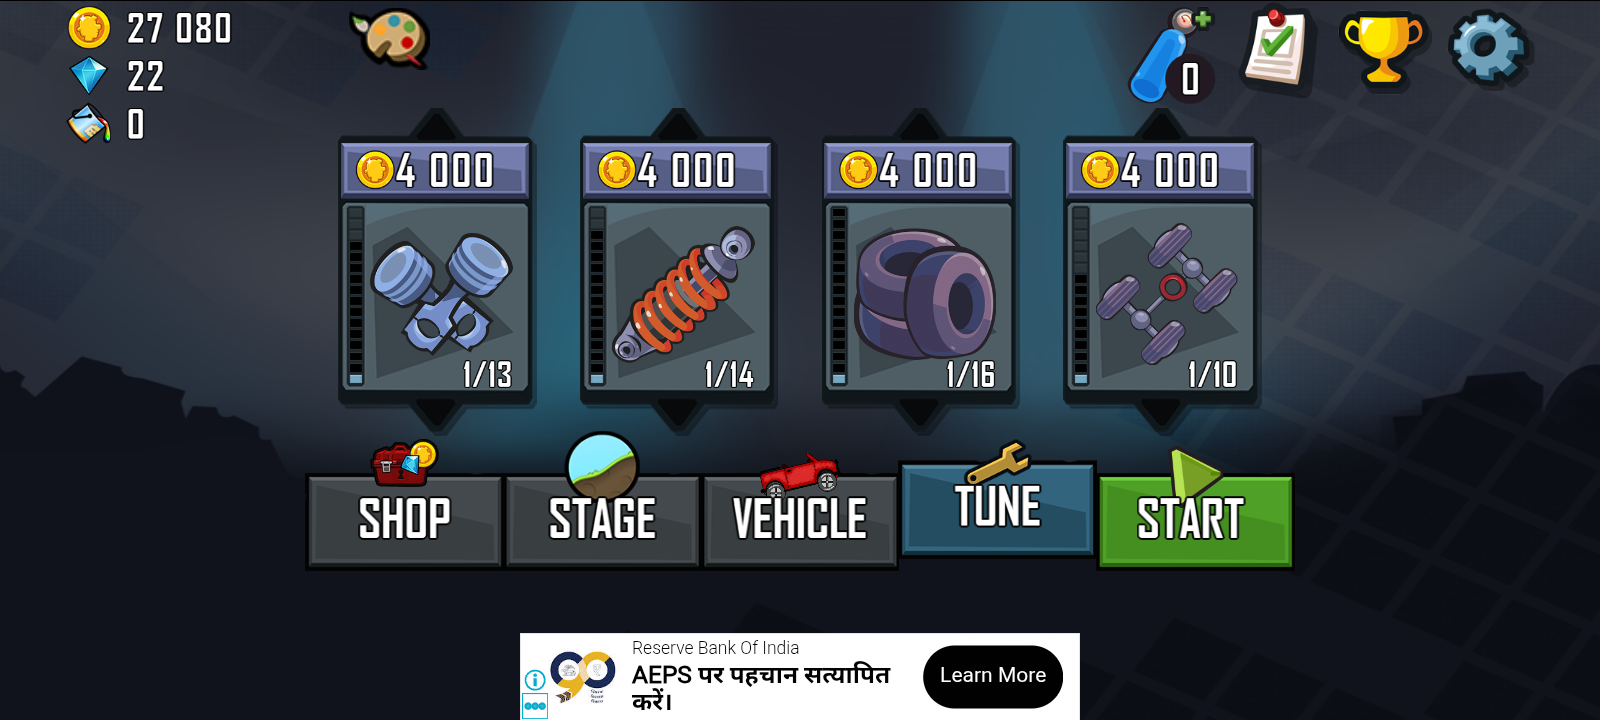 27 080
22
0
0
4 000
4 000
4 000
4 000
1/13
1/14
1/16
1/10
SHOP
STAGE
VEHICLE
TUNE
START
Reserve Bank Of India
AEPS पर पहचान सत्यापित
करें।
Learn More